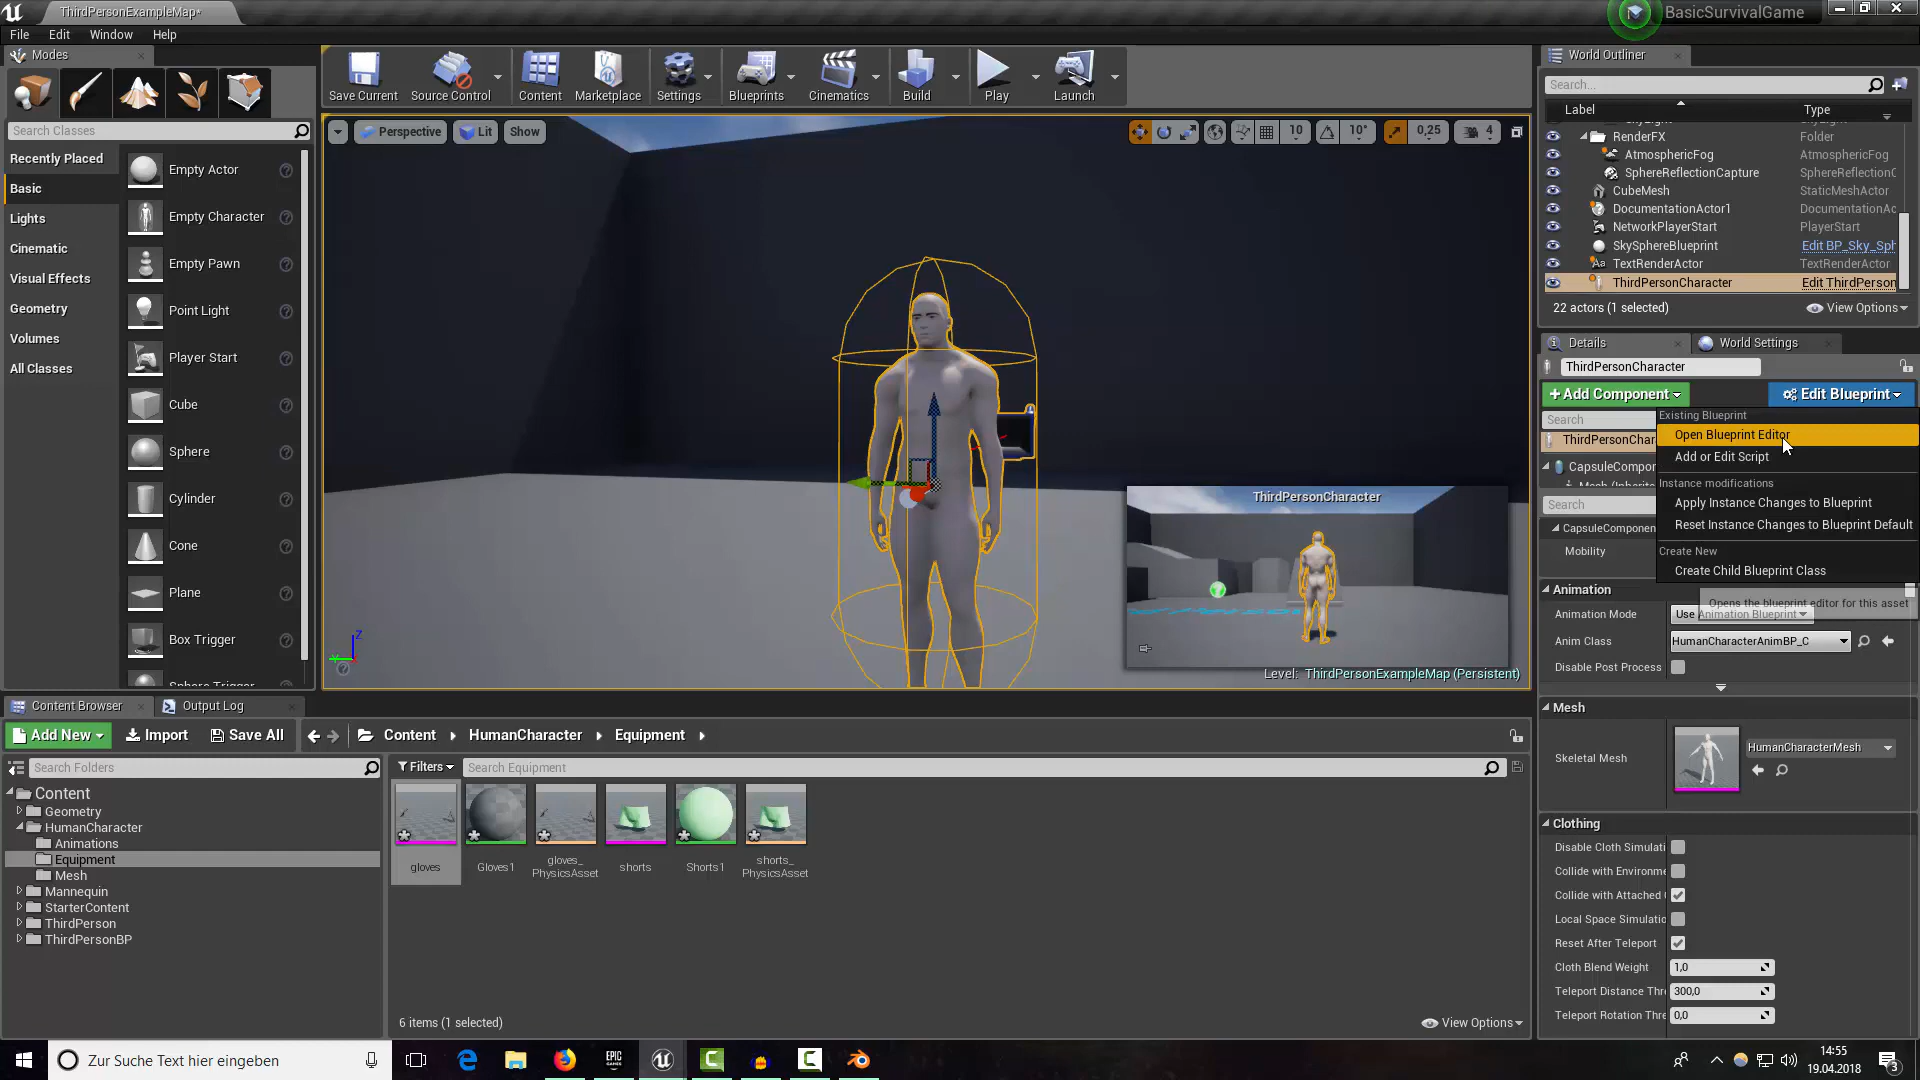 ThirdPersonExampleMap*
BasicSurvivalGame
File Edit Window Help
Modes
Save Current
Source Control
Content
Marketplace
Settings
Blueprints
Cinematics
Build
Play
Launch
Search Classes
Recently Placed
Basic
Lights
Cinematic
Visual Effects
Geometry
Volumes
All Classes
Empty Actor
Empty Character
Empty Pawn
Point Light
Player Start
Cube
Sphere
Cylinder
Cone
Plane
Box Trigger
Sphere Trigger
Perspective Lit Show
10 10° 0,25 4
ThirdPersonCharacter
Level: ThirdPersonExampleMap (Persistent)
World Outliner
Search...
Label Type
RenderFX Folder
AtmosphericFog AtmosphericFog
SphereReflectionCapture SphereReflectionC
CubeMesh StaticMeshActor
DocumentationActor1 DocumentationAc
NetworkPlayerStart PlayerStart
SkySphereBlueprint Edit BP_Sky_Sph
TextRenderActor TextRenderActor
ThirdPersonCharacter Edit ThirdPerson
22 actors (1 selected) View Options
Details World Settings
ThirdPersonCharacter
+Add Component Edit Blueprint
Search
Existing Blueprint
Open Blueprint Editor
Add or Edit Script
Instance modifications
Apply Instance Changes to Blueprint
Reset Instance Changes to Blueprint Default
Create New
Create Child Blueprint Class
Opens the blueprint editor for this asset
ThirdPersonChar
CapsuleCompor
Search
CapsuleComponen
Mobility
Animation
Animation Mode Use Animation Blueprint
Anim Class HumanCharacterAnimBP_C
Disable Post Process
Mesh
Skeletal Mesh HumanCharacterMesh
Clothing
Disable Cloth Simulati
Collide with Environme
Collide with Attached
Local Space Simulatio
Reset After Teleport
Cloth Blend Weight 1,0
Teleport Distance Thre 300,0
Teleport Rotation Thre 0,0
Content Browser Output Log
Add New Import Save All Content HumanCharacter Equipment
Search Folders
Filters Search Equipment
Content
Geometry
HumanCharacter
Animations
Equipment
Mesh
Mannequin
StarterContent
ThirdPerson
ThirdPersonBP
gloves
Gloves1
gloves_
PhysicsAsset
shorts
Shorts1
shorts_
PhysicsAsset
6 items (1 selected) View Options
Zur Suche Text hier eingeben
EPIC
GAMES
14:55
19.04.2018
3